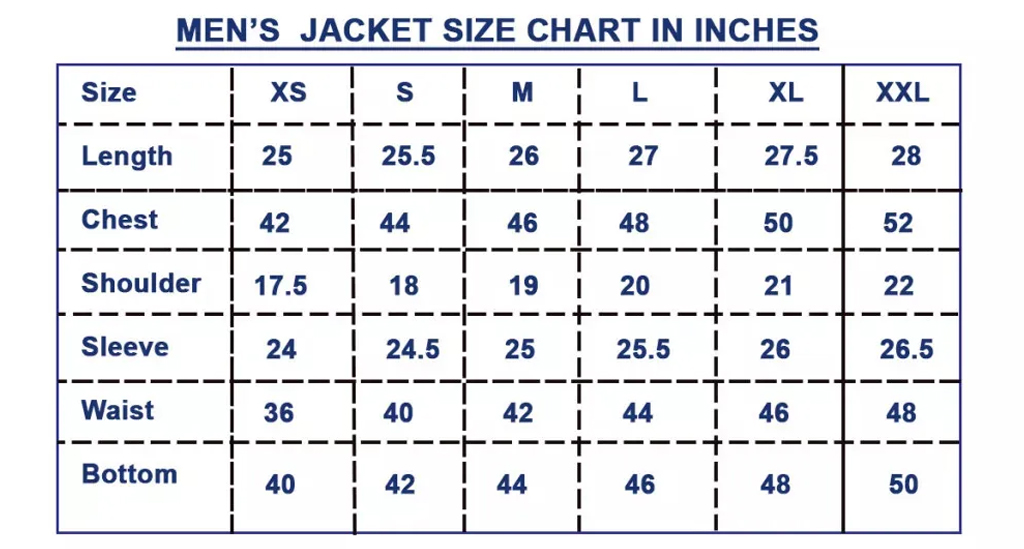 MEN’S JACKET SIZE CHART IN INCHES
Size XS S M L XL XXL
Length 25 25.5 26 27 27.5 28
Chest 42 44 46 48 50 52
Shoulder 17.5 18 19 20 21 22
Sleeve 24 24.5 25 25.5 26 26.5
Waist 36 40 42 44 46 48
Bottom 40 42 44 46 48 50